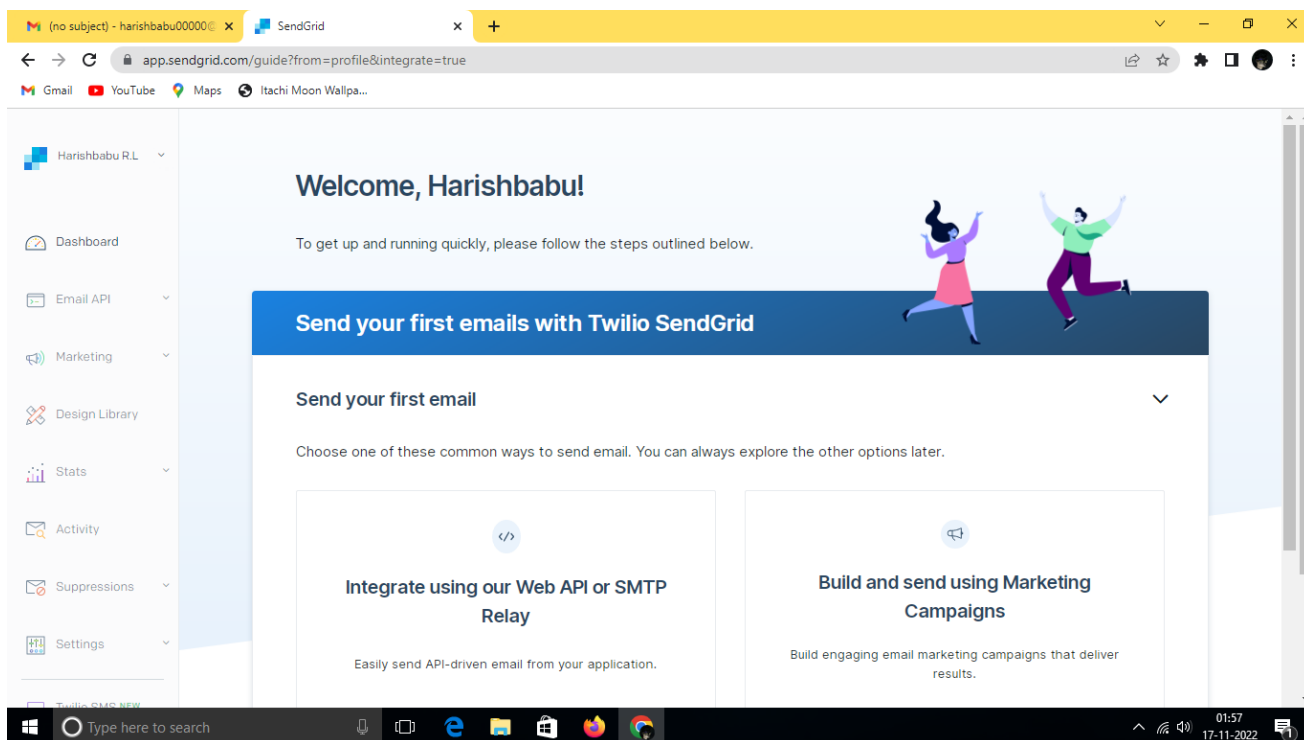 (no subject) - harishbabu00000@
SendGrid
app.sendgrid.com/guide?from=profile&integrate=true
Gmail YouTube Maps Itachi Moon Wallpa...
Harishbabu R.L
Dashboard
Email API
Marketing
Design Library
Stats
Activity
Suppressions
Settings
Twilio SMS NEW
Welcome, Harishbabu!
To get up and running quickly, please follow the steps outlined below.
Send your first emails with Twilio SendGrid
Send your first email
Choose one of these common ways to send email. You can always explore the other options later.
Integrate using our Web API or SMTP
Relay
Easily send API-driven email from your application.
Build and send using Marketing
Campaigns
Build engaging email marketing campaigns that deliver
results.
Type here to search
01:57
17-11-2022
1